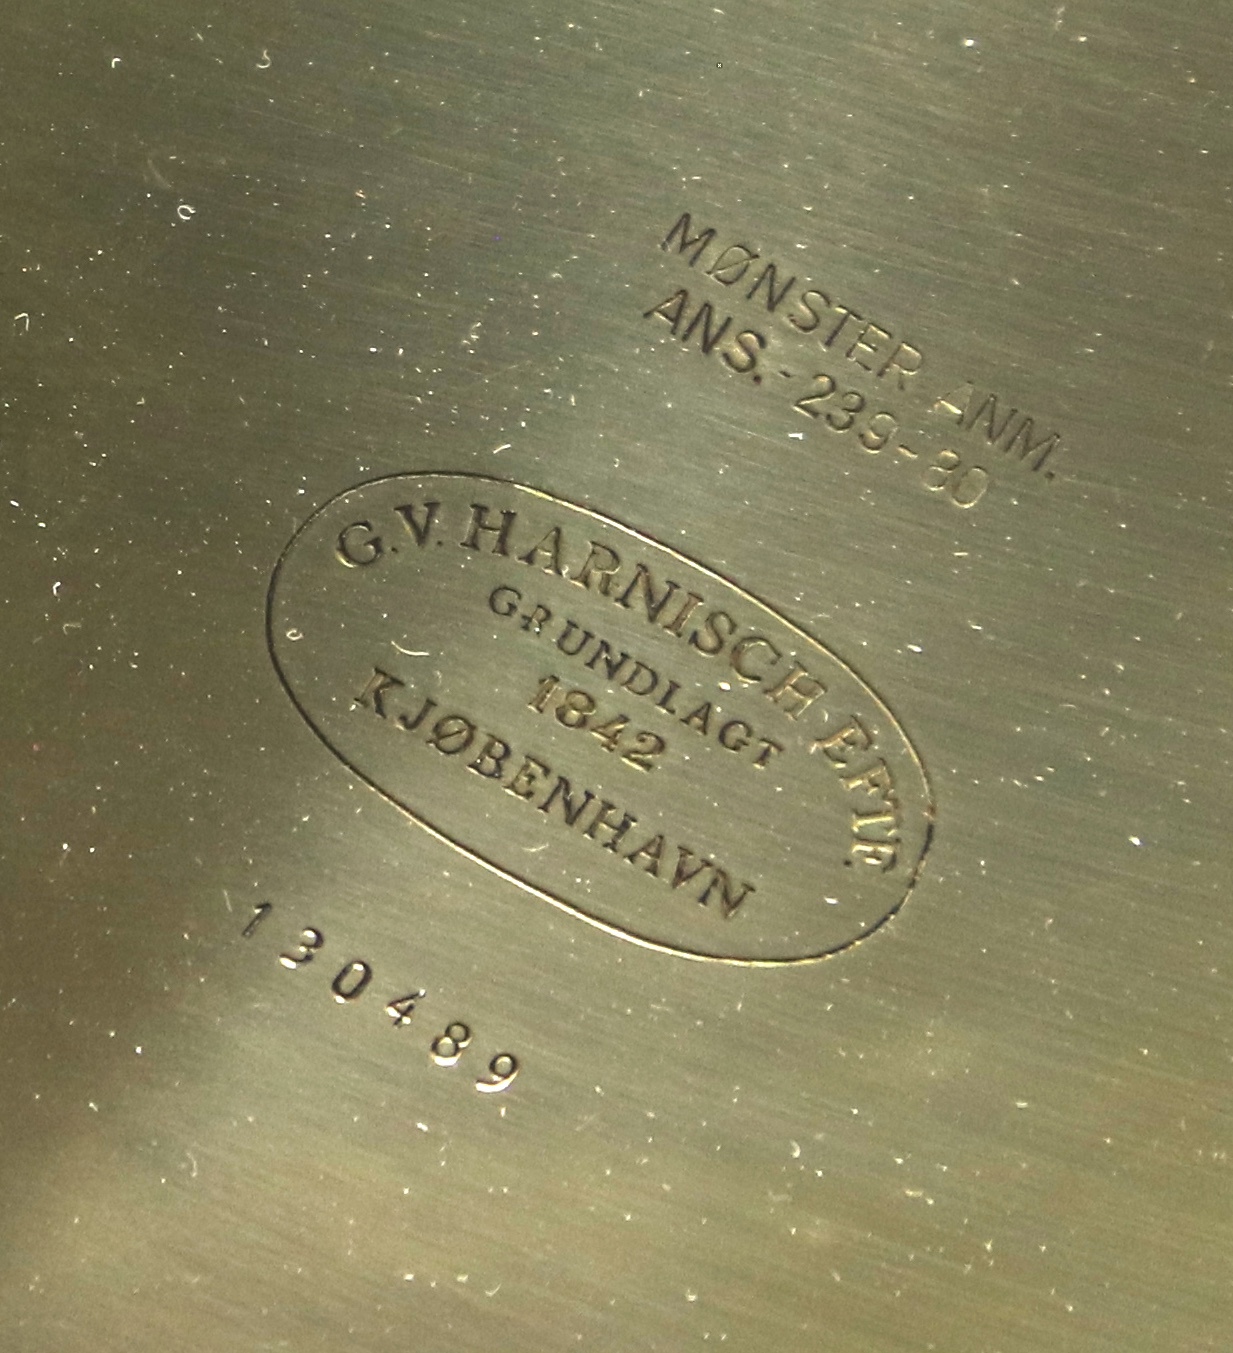 MØNSTER ANM.
ANS.-239-80
G.V. HARNISCH EFTF.
GRUNDLAGT
1842
KJØBENHAVN
130489